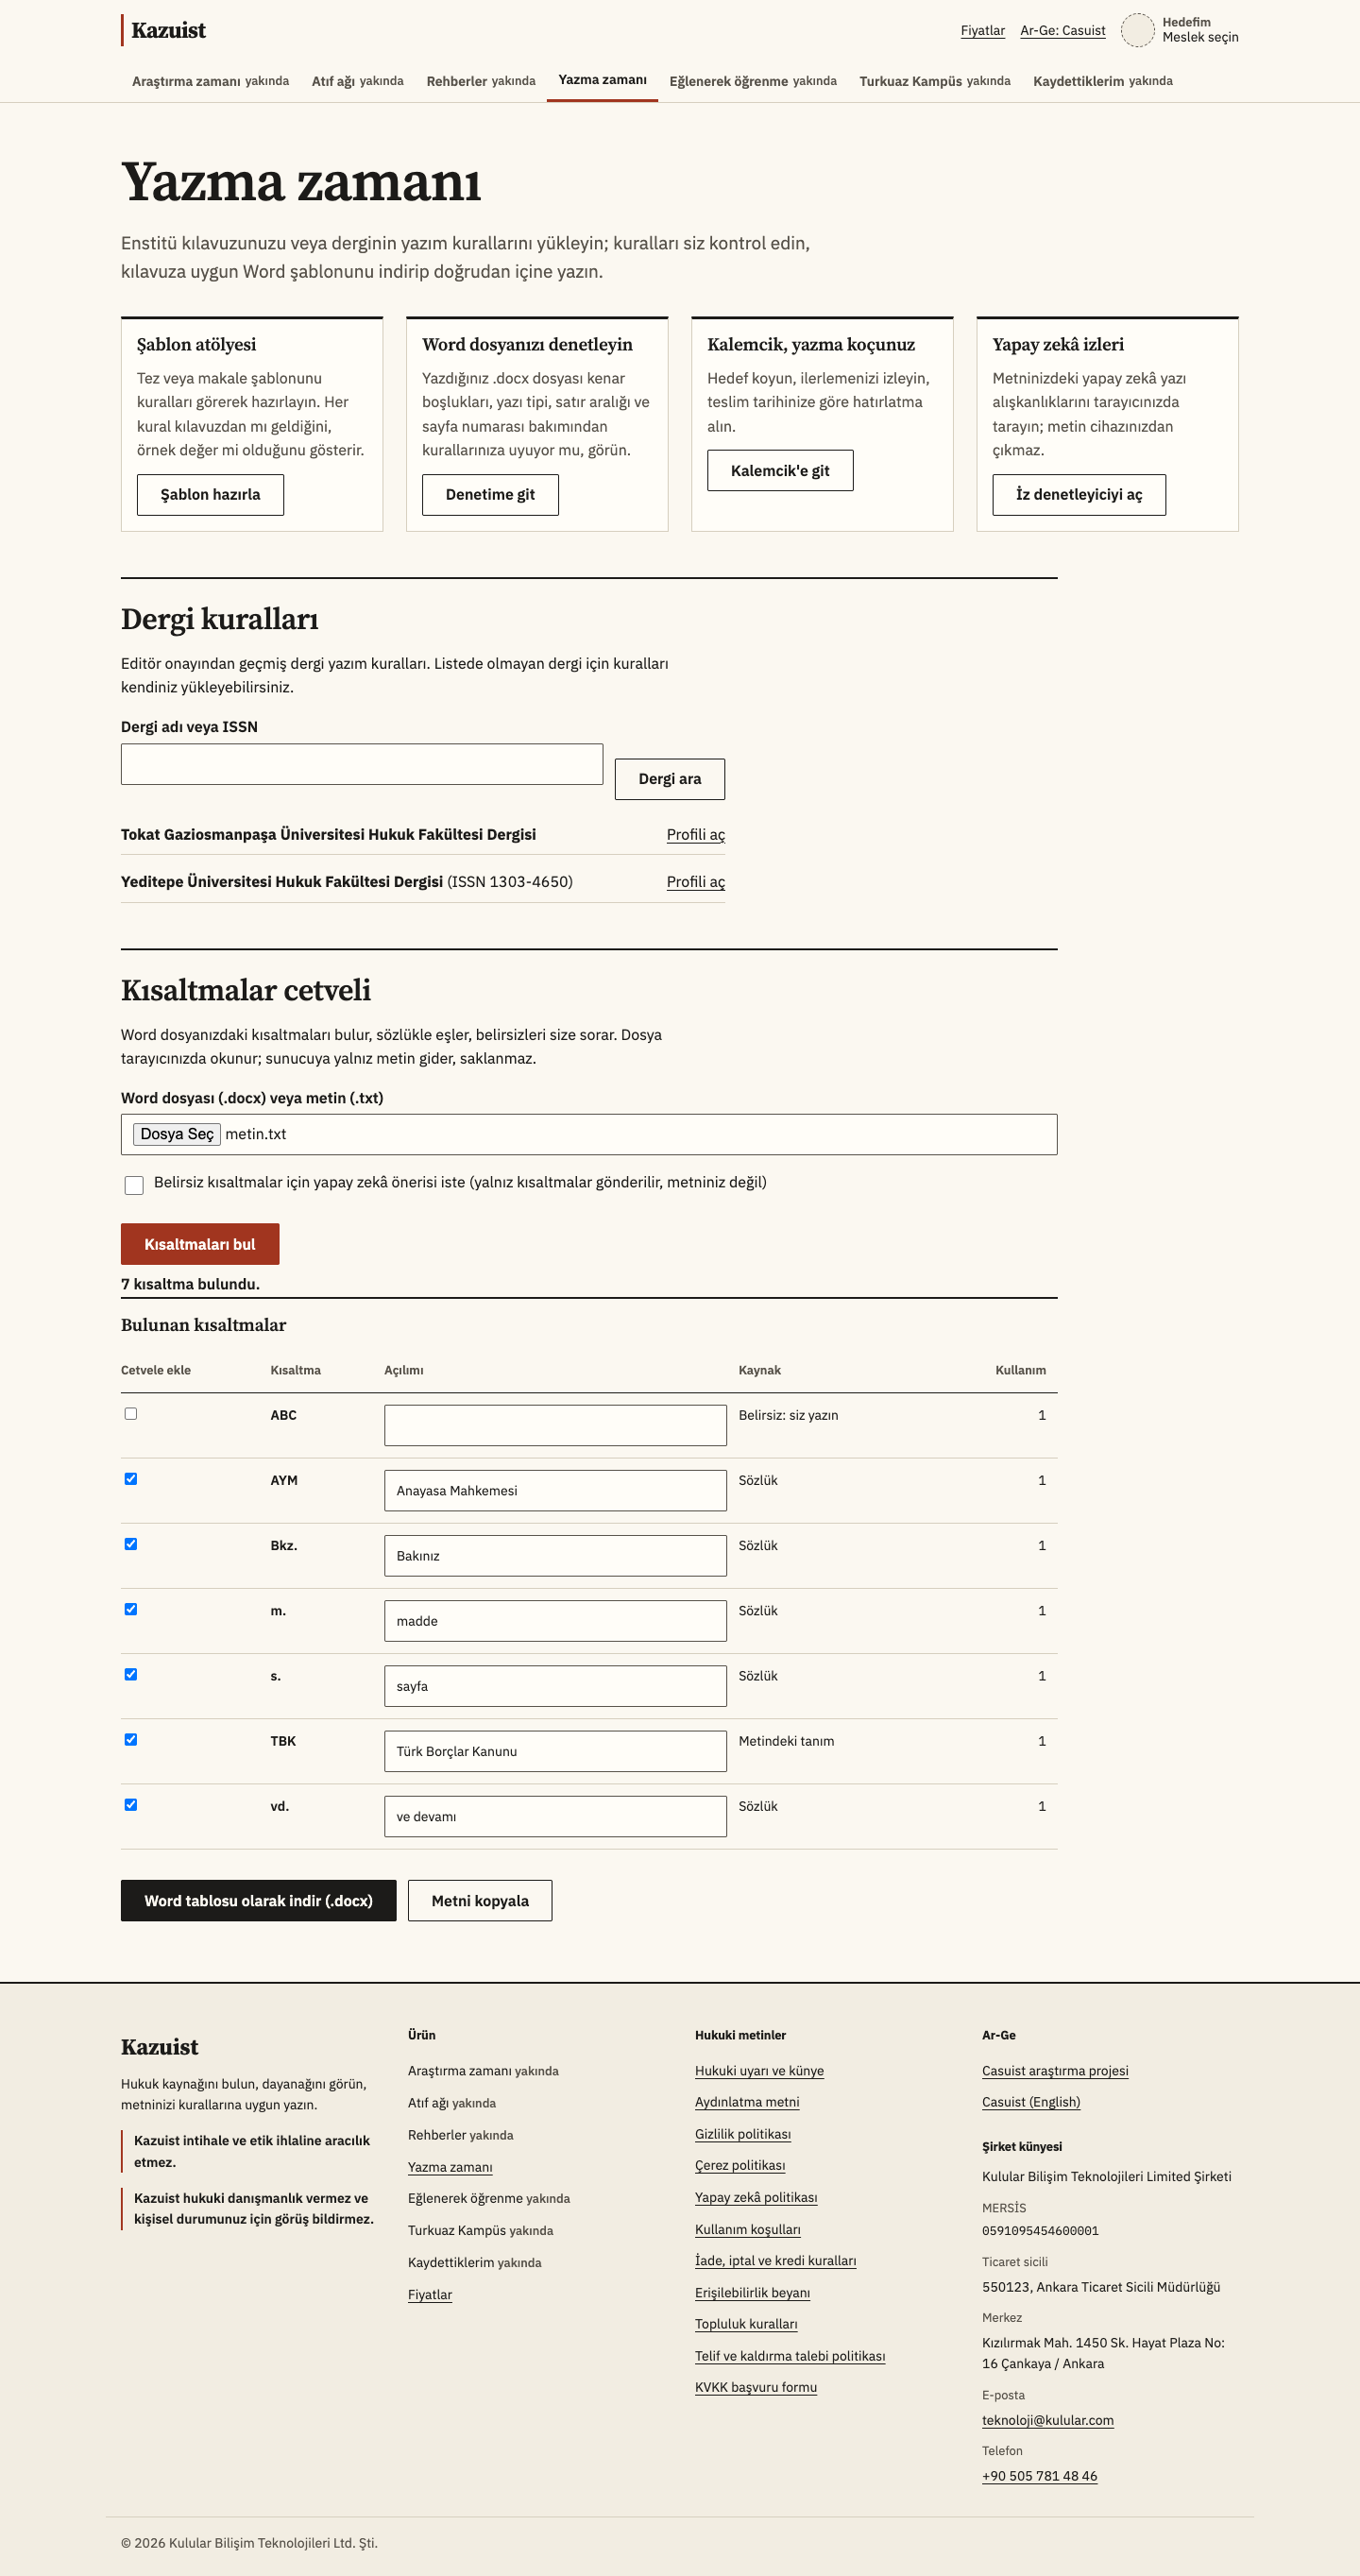 Kazuist
Fiyatlar
Ar-Ge: Casuist
Hedefim
Meslek seçin
Araştırma zamanı yakında
Atıf ağı yakında
Rehberler yakında
Yazma zamanı
Eğlenerek öğrenme yakında
Turkuaz Kampüs yakında
Kaydettiklerim yakında
Yazma zamanı
Enstitü kılavuzunuzu veya derginin yazım kurallarını yükleyin; kuralları siz kontrol edin,
kılavuza uygun Word şablonunu indirip doğrudan içine yazın.
Şablon atölyesi
Tez veya makale şablonunu
kuralları görerek hazırlayın. Her
kural kılavuzdan mı geldiğini,
örnek değer mi olduğunu gösterir.
Şablon hazırla
Word dosyanızı denetleyin
Yazdığınız .docx dosyası kenar
boşlukları, yazı tipi, satır aralığı ve
sayfa numarası bakımından
kurallarınıza uyuyor mu, görün.
Denetime git
Kalemcik, yazma koçunuz
Hedef koyun, ilerlemenizi izleyin,
teslim tarihinize göre hatırlatma
alın.
Kalemcik'e git
Yapay zekâ izleri
Metninizdeki yapay zekâ yazı
alışkanlıklarını tarayıcınızda
tarayın; metin cihazınızdan
çıkmaz.
İz denetleyiciyi aç
Dergi kuralları
Editör onayından geçmiş dergi yazım kuralları. Listede olmayan dergi için kuralları
kendiniz yükleyebilirsiniz.
Dergi adı veya ISSN
Dergi ara
Tokat Gaziosmanpaşa Üniversitesi Hukuk Fakültesi Dergisi
Profili aç
Yeditepe Üniversitesi Hukuk Fakültesi Dergisi (ISSN 1303-4650)
Profili aç
Kısaltmalar cetveli
Word dosyanızdaki kısaltmaları bulur, sözlükle eşler, belirsizleri size sorar. Dosya
tarayıcınızda okunur; sunucuya yalnız metin gider, saklanmaz.
Word dosyası (.docx) veya metin (.txt)
Dosya Seç metin.txt
Belirsiz kısaltmalar için yapay zekâ önerisi iste (yalnız kısaltmalar gönderilir, metniniz değil)
Kısaltmaları bul
7 kısaltma bulundu.
Bulunan kısaltmalar
Cetvele ekle Kısaltma Açılımı Kaynak Kullanım
ABC Belirsiz: siz yazın 1
AYM Anayasa Mahkemesi Sözlük 1
Bkz. Bakınız Sözlük 1
m. madde Sözlük 1
s. sayfa Sözlük 1
TBK Türk Borçlar Kanunu Metindeki tanım 1
vd. ve devamı Sözlük 1
Word tablosu olarak indir (.docx)
Metni kopyala
Kazuist
Hukuk kaynağını bulun, dayanağını görün,
metninizi kurallarına uygun yazın.
Kazuist intihale ve etik ihlaline aracılık
etmez.
Kazuist hukuki danışmanlık vermez ve
kişisel durumunuz için görüş bildirmez.
Ürün
Araştırma zamanı yakında
Atıf ağı yakında
Rehberler yakında
Yazma zamanı
Eğlenerek öğrenme yakında
Turkuaz Kampüs yakında
Kaydettiklerim yakında
Fiyatlar
Hukuki metinler
Hukuki uyarı ve künye
Aydınlatma metni
Gizlilik politikası
Çerez politikası
Yapay zekâ politikası
Kullanım koşulları
İade, iptal ve kredi kuralları
Erişilebilirlik beyanı
Topluluk kuralları
Telif ve kaldırma talebi politikası
KVKK başvuru formu
Ar-Ge
Casuist araştırma projesi
Casuist (English)
Şirket künyesi
Kulular Bilişim Teknolojileri Limited Şirketi
MERSİS
0591095454600001
Ticaret sicili
550123, Ankara Ticaret Sicili Müdürlüğü
Merkez
Kızılırmak Mah. 1450 Sk. Hayat Plaza No:
16 Çankaya / Ankara
E-posta
teknoloji@kulular.com
Telefon
+90 505 781 48 46
© 2026 Kulular Bilişim Teknolojileri Ltd. Şti.